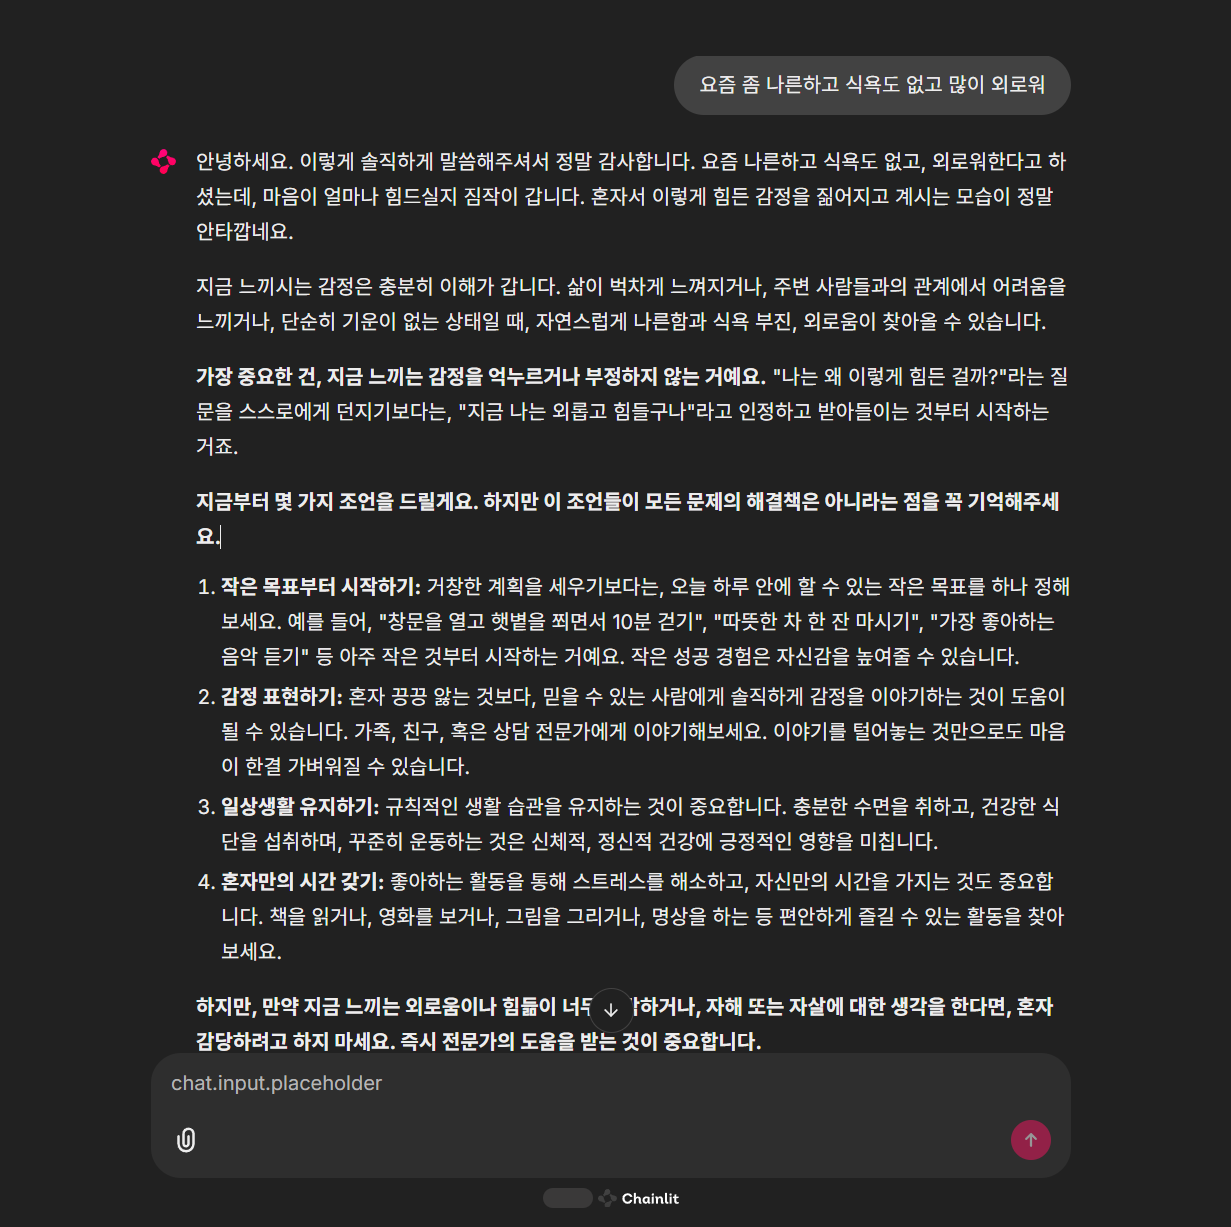 요즘 좀 나른하고 식욕도 없고 많이 외로워
안녕하세요. 이렇게 솔직하게 말씀해주셔서 정말 감사합니다. 요즘 나른하고 식욕도 없고, 외로워한다고 하
셨는데, 마음이 얼마나 힘드실지 짐작이 갑니다. 혼자서 이렇게 힘든 감정을 짊어지고 계시는 모습이 정말
안타깝네요.
지금 느끼시는 감정은 충분히 이해가 갑니다. 삶이 벅차게 느껴지거나, 주변 사람들과의 관계에서 어려움을
느끼거나, 단순히 기운이 없는 상태일 때, 자연스럽게 나른함과 식욕 부진, 외로움이 찾아올 수 있습니다.
가장 중요한 건, 지금 느끼는 감정을 억누르거나 부정하지 않는 거예요. "나는 왜 이렇게 힘든 걸까?"라는 질
문을 스스로에게 던지기보다는, "지금 나는 외롭고 힘들구나"라고 인정하고 받아들이는 것부터 시작하는
거죠.
지금부터 몇 가지 조언을 드릴게요. 하지만 이 조언들이 모든 문제의 해결책은 아니라는 점을 꼭 기억해주세
요.
1. 작은 목표부터 시작하기: 거창한 계획을 세우기보다는, 오늘 하루 안에 할 수 있는 작은 목표를 하나 정해
보세요. 예를 들어, "창문을 열고 햇볕을 쬐면서 10분 걷기", "따뜻한 차 한 잔 마시기", "가장 좋아하는
음악 듣기" 등 아주 작은 것부터 시작하는 거예요. 작은 성공 경험은 자신감을 높여줄 수 있습니다.
2. 감정 표현하기: 혼자 끙끙 앓는 것보다, 믿을 수 있는 사람에게 솔직하게 감정을 이야기하는 것이 도움이
될 수 있습니다. 가족, 친구, 혹은 상담 전문가에게 이야기해보세요. 이야기를 털어놓는 것만으로도 마음
이 한결 가벼워질 수 있습니다.
3. 일상생활 유지하기: 규칙적인 생활 습관을 유지하는 것이 중요합니다. 충분한 수면을 취하고, 건강한 식
단을 섭취하며, 꾸준히 운동하는 것은 신체적, 정신적 건강에 긍정적인 영향을 미칩니다.
4. 혼자만의 시간 갖기: 좋아하는 활동을 통해 스트레스를 해소하고, 자신만의 시간을 가지는 것도 중요합
니다. 책을 읽거나, 영화를 보거나, 그림을 그리거나, 명상을 하는 등 편안하게 즐길 수 있는 활동을 찾아
보세요.
하지만, 만약 지금 느끼는 외로움이나 힘듦이 자해 또는 자살에 대한 생각을 한다면, 혼자
감당하려고 하지 마세요. 즉시 전문가의 도움을 받는 것이 중요합니다.
chat.input.placeholder
Chainlit